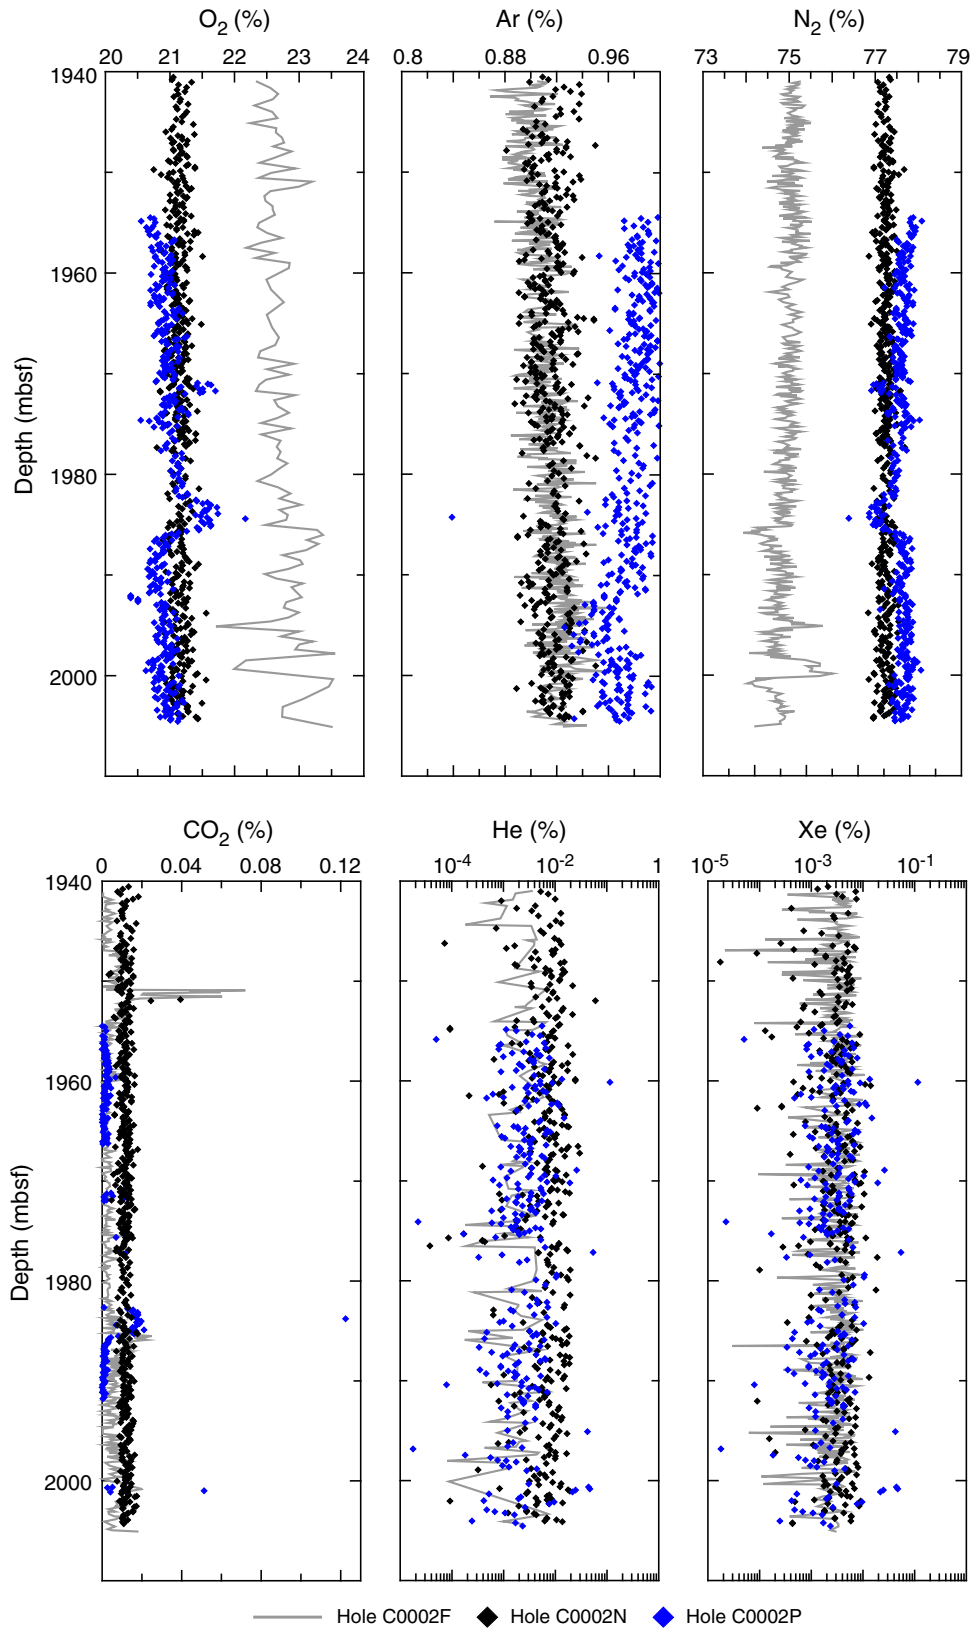 O2 (%) Ar (%) N2 (%)
20 21 22 23 24 0.8 0.88 0.96 73 75 77 79
1940
1960
Depth (mbsf)
1980
2000
CO2 (%) He (%) Xe (%)
0 0.04 0.08 0.12 10-4 10-2 1 10-5 10-3 10-1
1940
1960
Depth (mbsf)
1980
2000
Hole C0002F Hole C0002N Hole C0002P